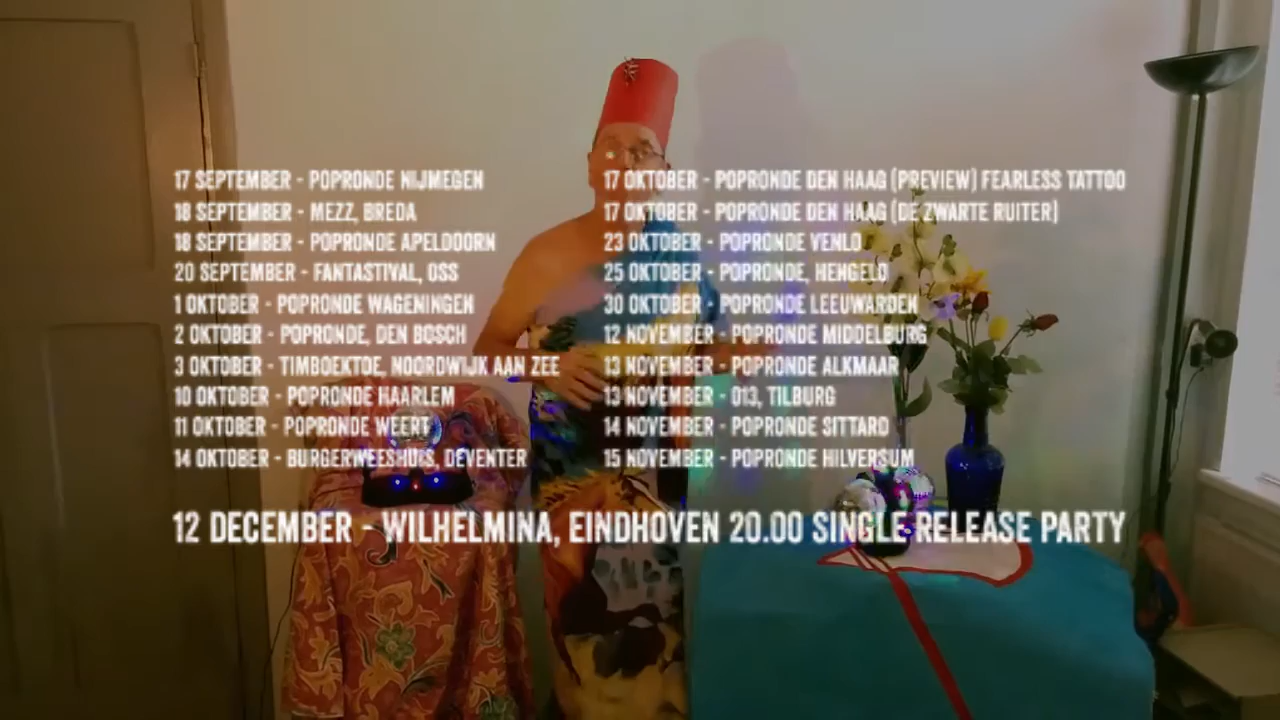 17 SEPTEMBER - POPRONDE NIJMEGEN
18 SEPTEMBER - MEZZ, BREDA
18 SEPTEMBER - POPRONDE APELDOORN
20 SEPTEMBER - FANTASTIVAL, OSS
1 OKTOBER - POPRONDE WAGENINGEN
2 OKTOBER - POPRONDE, DEN BOSCH
3 OKTOBER - TIMBOEKTOE, NOORDWIJK AAN ZEE
10 OKTOBER - POPRONDE HAARLEM
11 OKTOBER - POPRONDE WEERT
14 OKTOBER - BURGERWEESHUIS, DEVENTER
17 OKTOBER - POPRONDE DEN HAAG (PREVIEW) FEARLESS TATTOO
17 OKTOBER - POPRONDE DEN HAAG (DE ZWARTE RUITER)
23 OKTOBER - POPRONDE VENLO
25 OKTOBER - POPRONDE, HENGELO
30 OKTOBER - POPRONDE LEEUWARDEN
12 NOVEMBER - POPRONDE MIDDELBURG
13 NOVEMBER - POPRONDE ALKMAAR
13 NOVEMBER - 013, TILBURG
14 NOVEMBER - POPRONDE SITTARD
15 NOVEMBER - POPRONDE HILVERSUM
12 DECEMBER - WILHELMINA, EINDHOVEN 20.00 SINGLE RELEASE PARTY